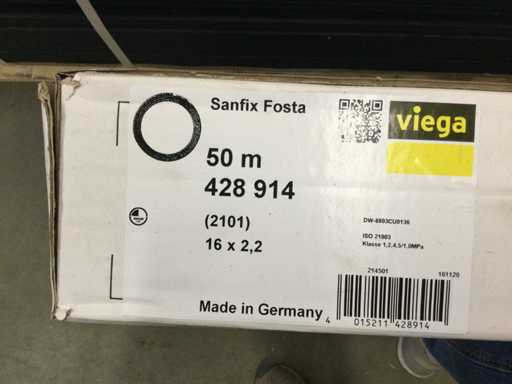 Sanfix Fosta
viega
50 m
428 914
(2101)
16 x 2,2
DW-8803CU0136
ISO 21003
Klasse 1,2,4,5/1,0MPa
214501 161120
Made in Germany
4 015211 428914